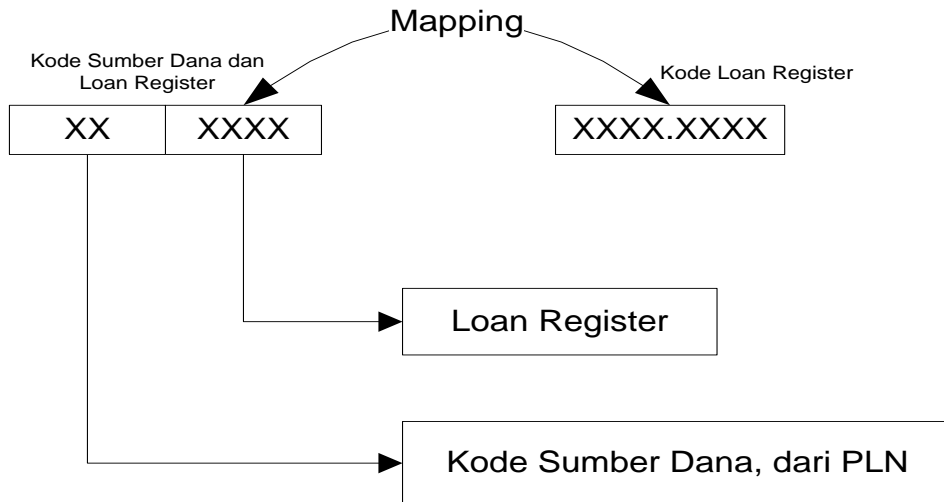 Mapping
Kode Sumber Dana dan
Loan Register
Kode Loan Register
XX
XXXX
XXXX.XXXX
Loan Register
Kode Sumber Dana, dari PLN